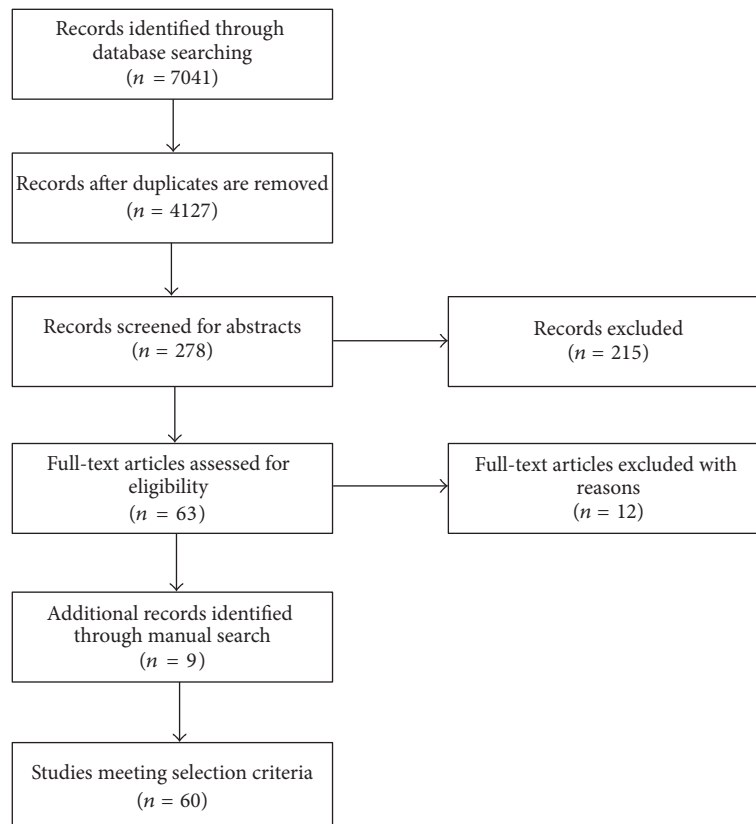 Records identified through
database searching
(n = 7041)
Records after duplicates are removed
(n = 4127)
Records screened for abstracts
(n = 278)
Records excluded
(n = 215)
Full-text articles assessed for
eligibility
(n = 63)
Full-text articles excluded with
reasons
(n = 12)
Additional records identified
through manual search
(n = 9)
Studies meeting selection criteria
(n = 60)